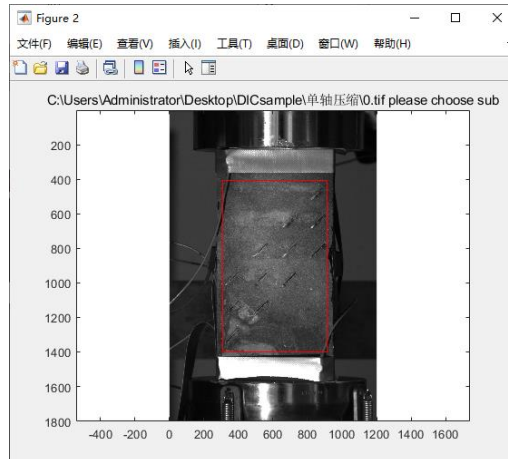 Figure 2
文件(F) 编辑(E) 查看(V) 插入(I) 工具(T) 桌面(D) 窗口(W) 帮助(H)
C:\Users\Administrator\Desktop\DICsample\单轴压缩\0.tif please choose sub
200
400
600
800
1000
1200
1400
1600
1800
-400 -200 0 200 400 600 800 1000 1200 1400 1600